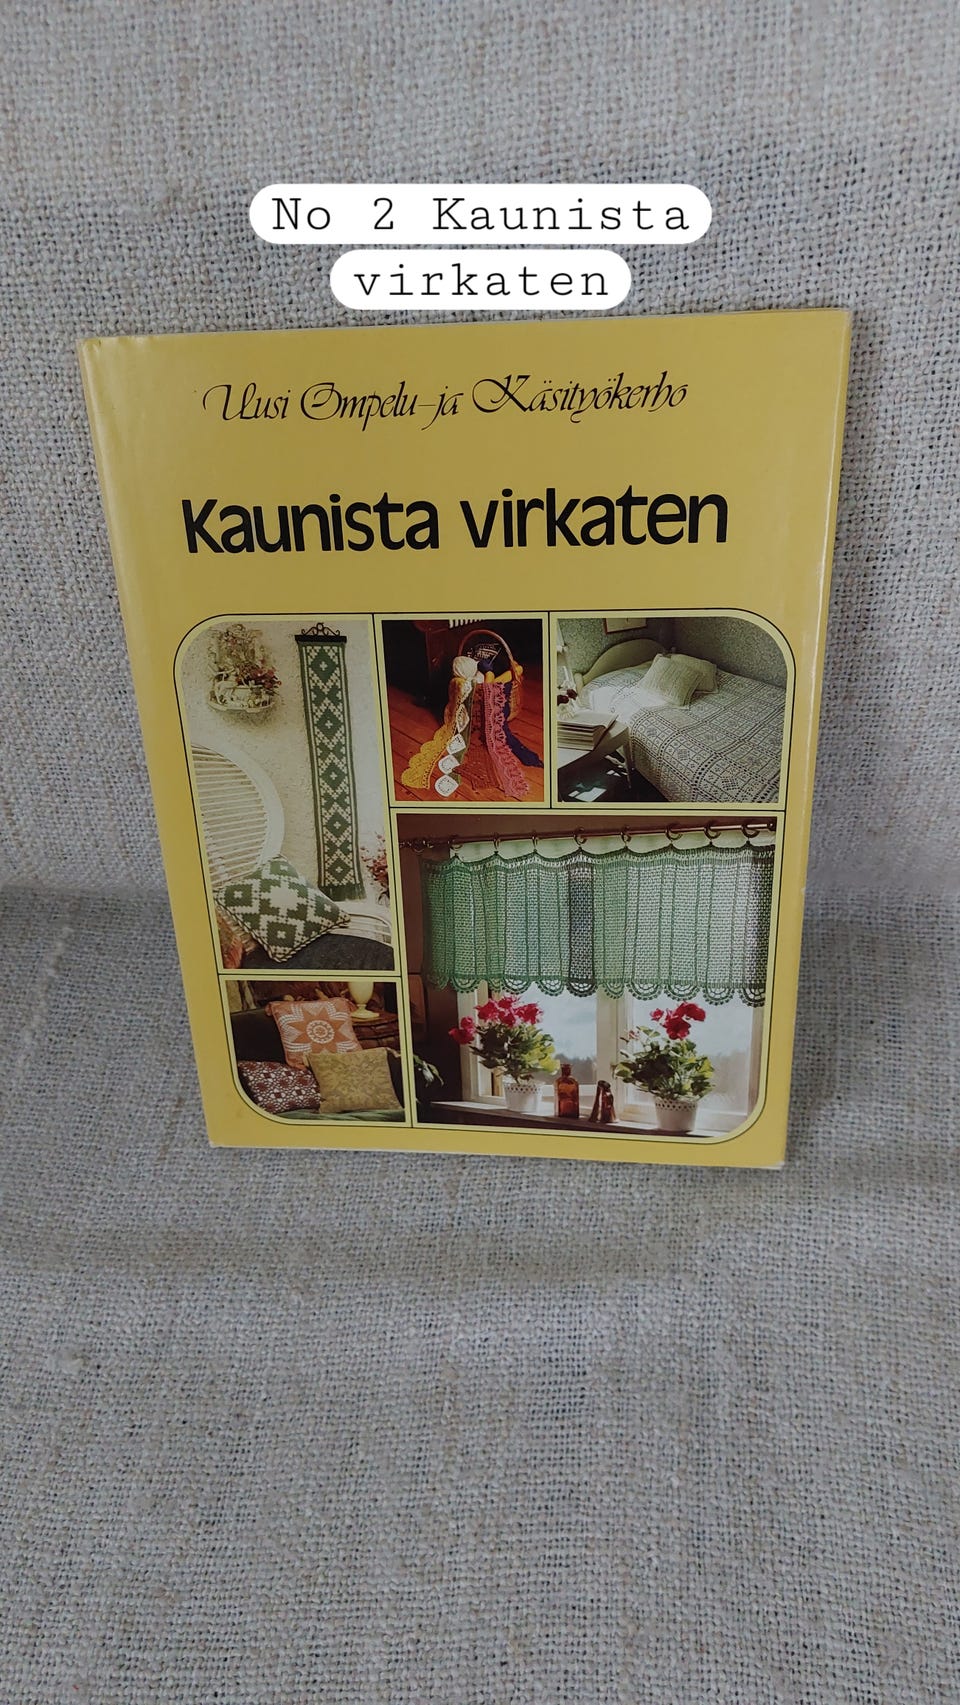 No 2 Kaunista
virkaten
Uusi Ompelu-ja Käsityökerho
Kaunista virkaten